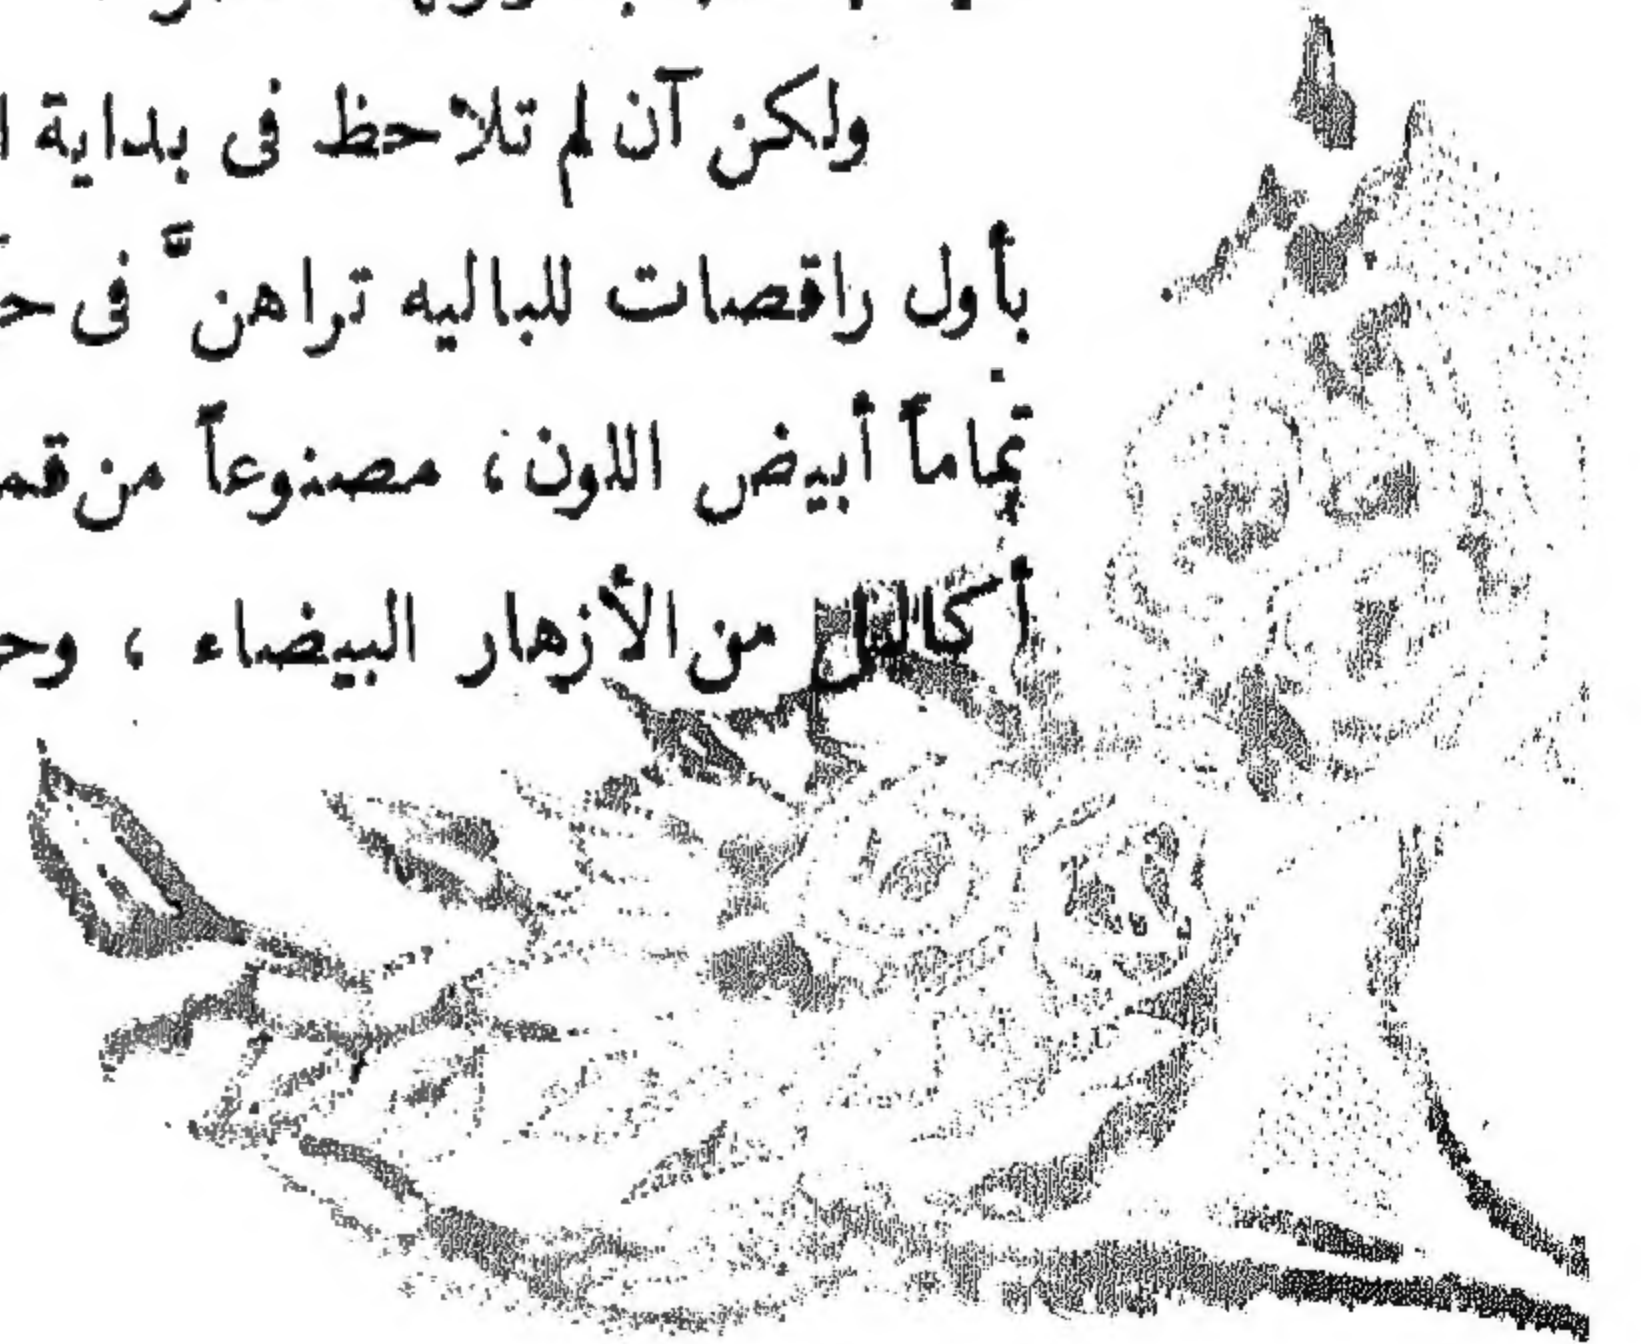 ولكن آن لم تلاحظ فى بداية
بأول راقصات للباليه تراهنَّ فى
تماماً أبيض اللون، مصنوعاً من
أكاليل من الأزهار البيضاء ،